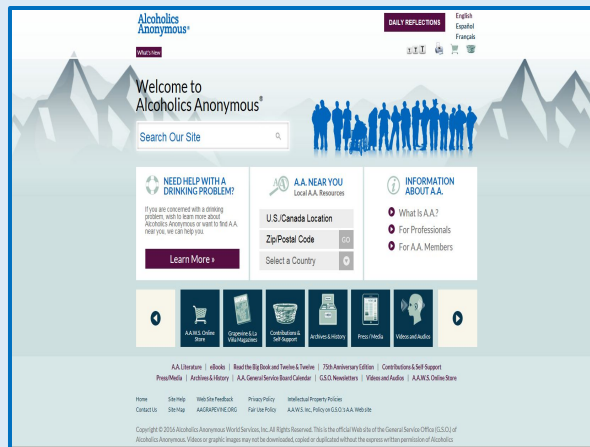 Alcoholics
Anonymous®
DAILY REFLECTIONS
English
Español
Français
T T T
What's New
Welcome to
Alcoholics Anonymous®
Search Our Site
NEED HELP WITH A
DRINKING PROBLEM?
If you are concerned with a drinking
problem, wish to learn more about
Alcoholics Anonymous or want to find A.A.
near you, we can help you.
Learn More »
A.A. NEAR YOU
Local A.A. Resources
U.S./Canada Location
Zip/Postal Code GO
Select a Country
INFORMATION
ABOUT A.A.
What Is A.A.?
For Professionals
For A.A. Members
A.A.W.S. Online
Store
Grapevine & La
Viña Magazines
Contributions &
Self-Support
Archives & History
Press / Media
Videos and Audios
A.A. Literature | eBooks | Read the Big Book and Twelve & Twelve | 75th Anniversary Edition | Contributions & Self-Support
Press/Media | Archives & History | A.A. General Service Board Calendar | G.S.O. Newsletters | Videos and Audios | A.A.W.S. Online Store
Home Site Help Web Site Feedback Privacy Policy Intellectual Property Policies
Contact Us Site Map AAGRAPEVINE.ORG Fair Use Policy A.A.W.S. Inc., Policy on G.S.O.'s A.A. Web site
Copyright © 2016 Alcoholics Anonymous World Services, Inc. All Rights Reserved. This is the official Web site of the General Service Office (G.S.O.) of
Alcoholics Anonymous. Videos or graphic images may not be downloaded, copied or duplicated without the express written permission of Alcoholics